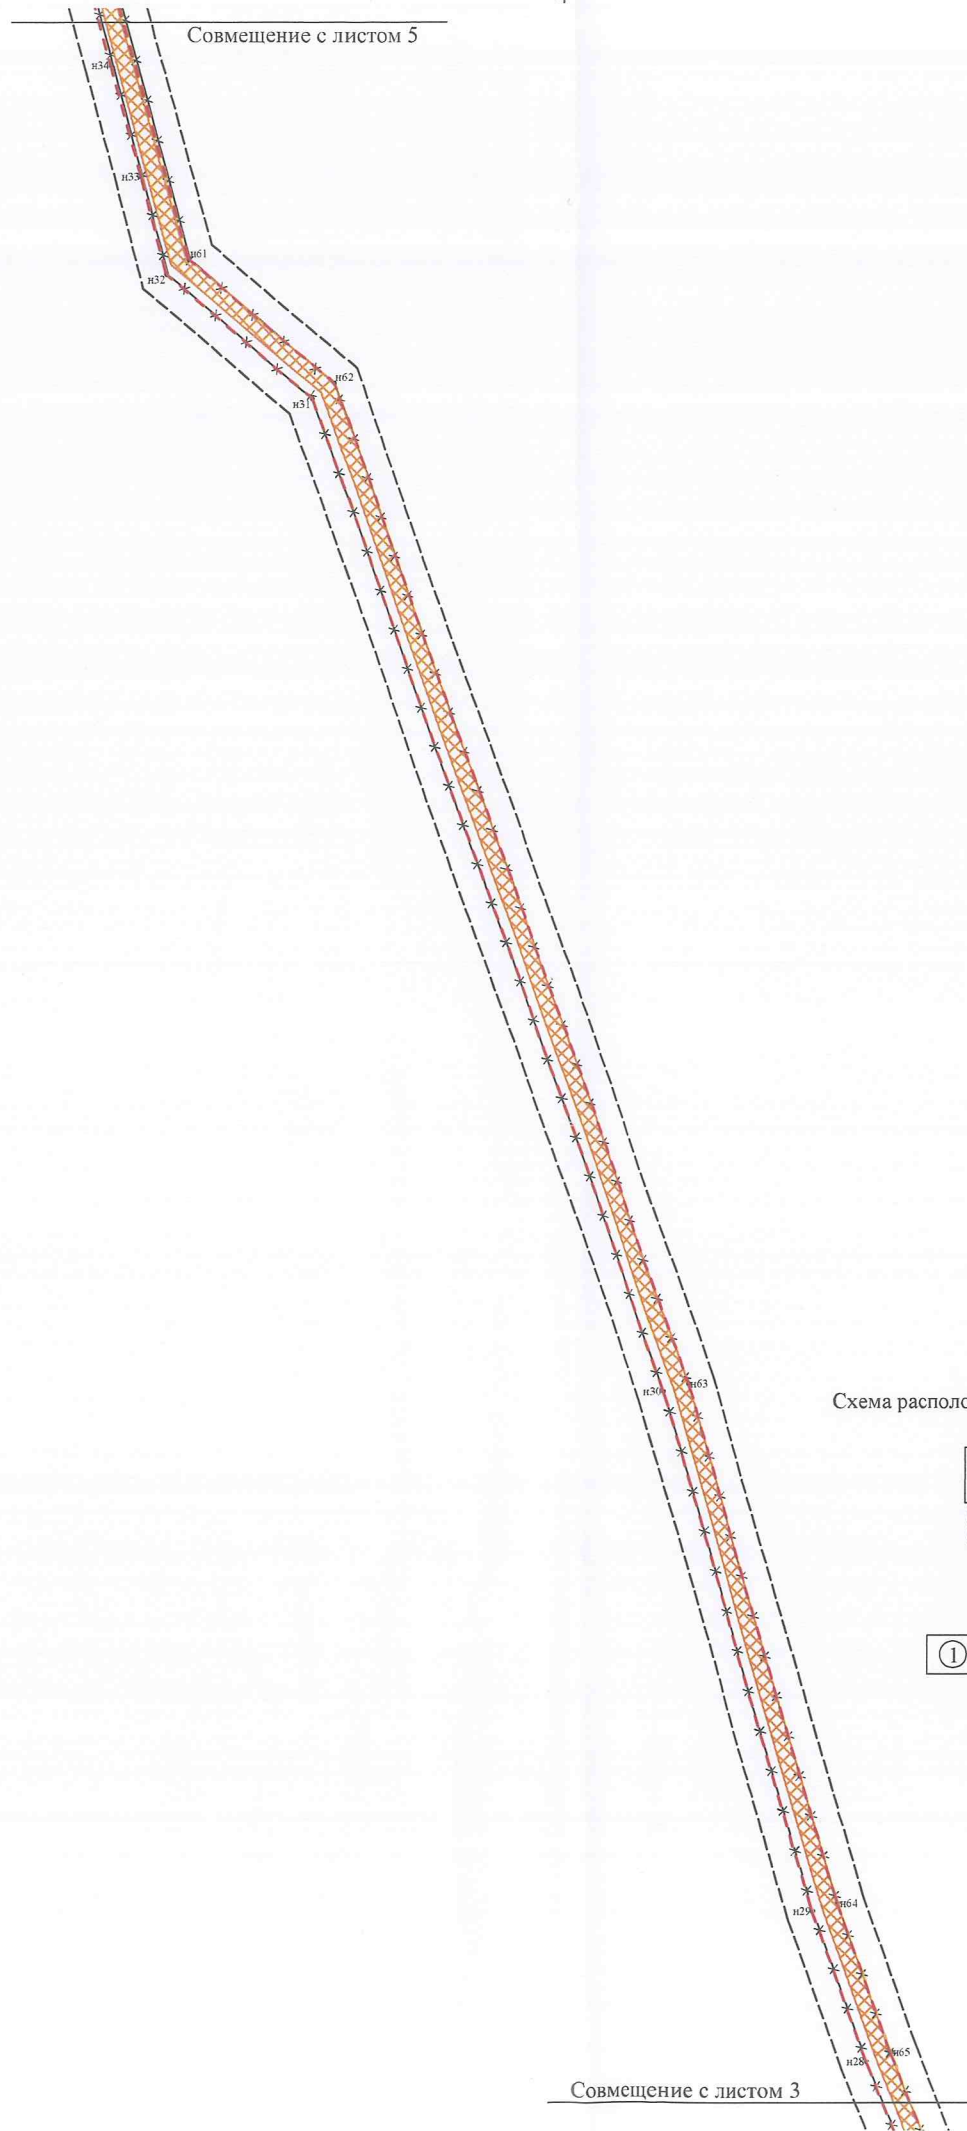 Совмещение с листом 5
н34
н33
н61
н32
н62
н31
н63
н30
Схема располо
1
н64
н29
н65
н28
Совмещение с листом 3